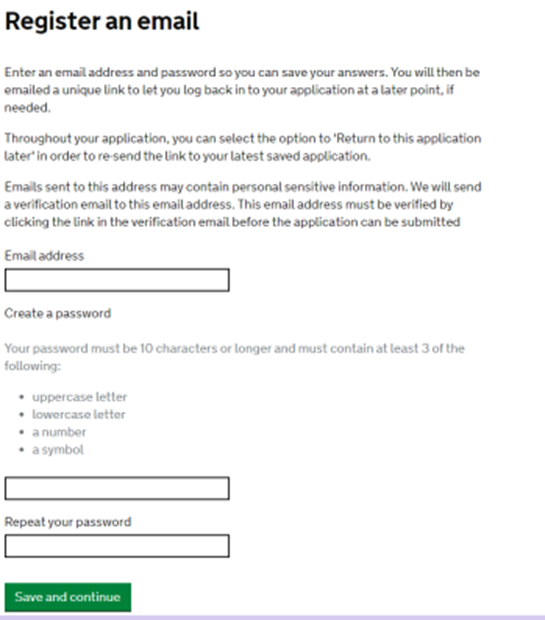 Register an email
Enter an email address and password so you can save your answers. You will then be
emailed a unique link to let you log back in to your application at a later point, if
needed.
Throughout your application, you can select the option to 'Return to this application
later' in order to re-send the link to your latest saved application.
Emails sent to this address may contain personal sensitive information. We will send
a verification email to this email address. This email address must be verified by
clicking the link in the verification email before the application can be submitted
Email address
Create a password
Your password must be 10 characters or longer and must contain at least 3 of the
following:
• uppercase letter
• lowercase letter
• a number
• a symbol
Repeat your password
Save and continue